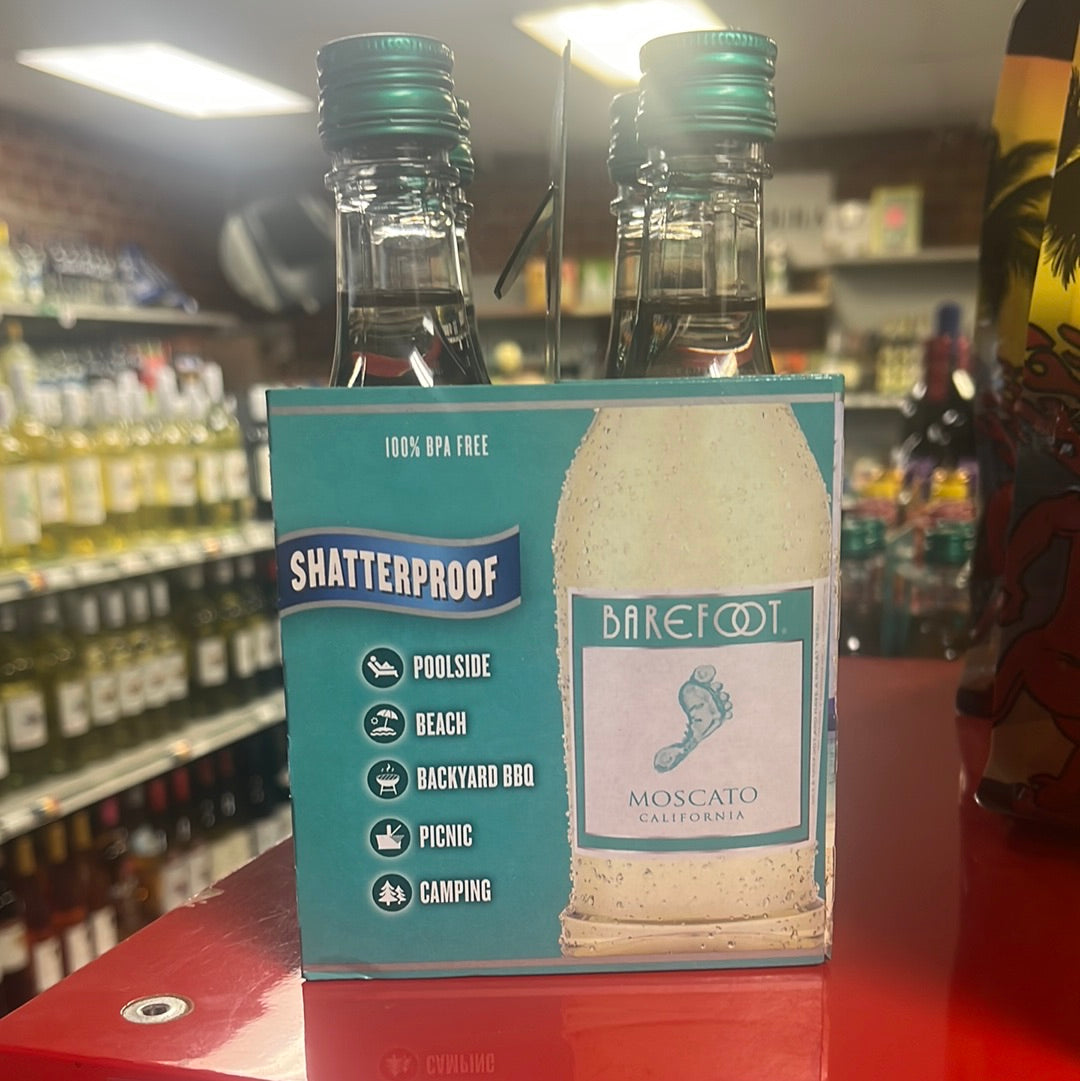 100% BPA FREE
SHATTERPROOF
POOLSIDE
BEACH
BACKYARD BBQ
PICNIC
CAMPING
BAREFOOT
MOSCATO
CALIFORNIA